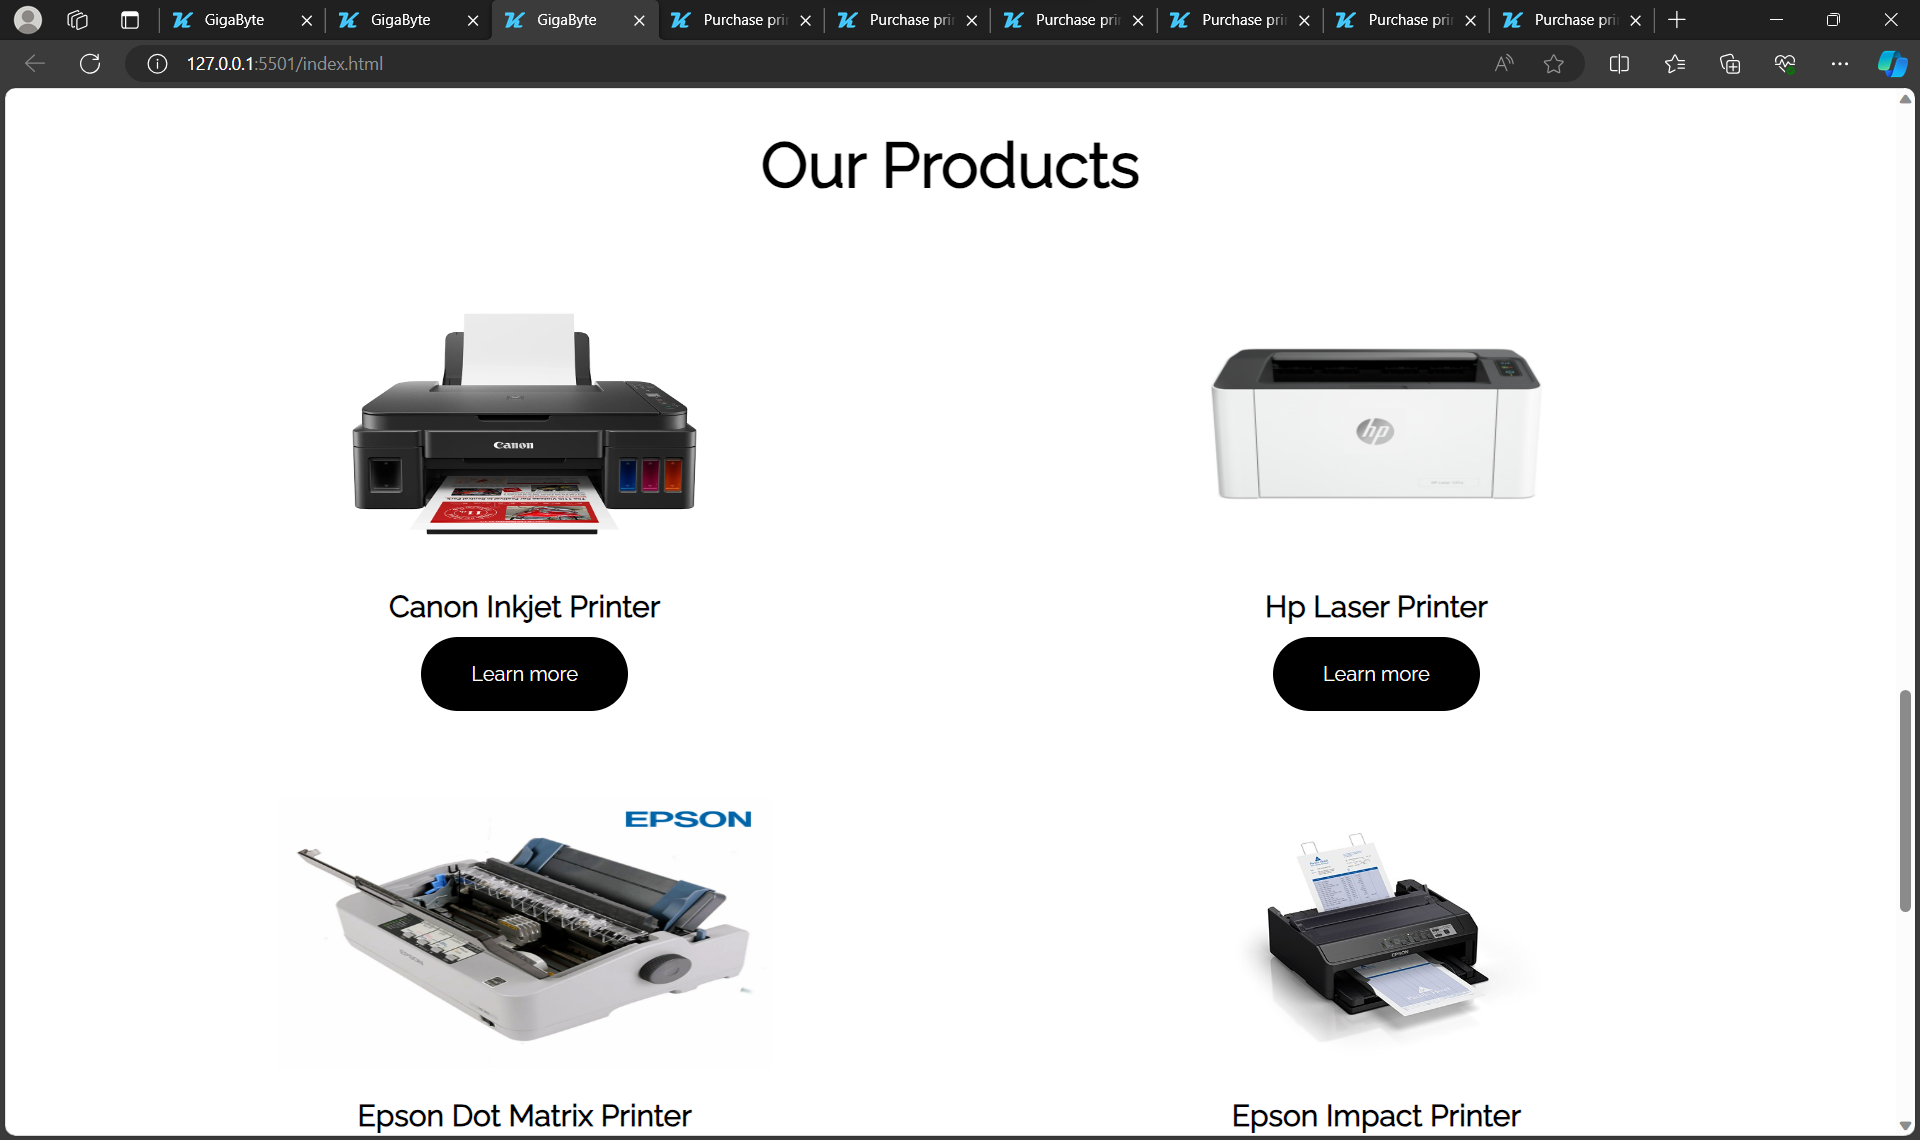 GigaByte
GigaByte
GigaByte
Purchase pri
Purchase pri
Purchase pri
Purchase pri
Purchase pri
Purchase pri
127.0.0.1:5501/index.html
Our Products
Canon
hp
Canon Inkjet Printer
Hp Laser Printer
Learn more
Learn more
EPSON
EPSON
EPSON
Epson Dot Matrix Printer
Epson Impact Printer